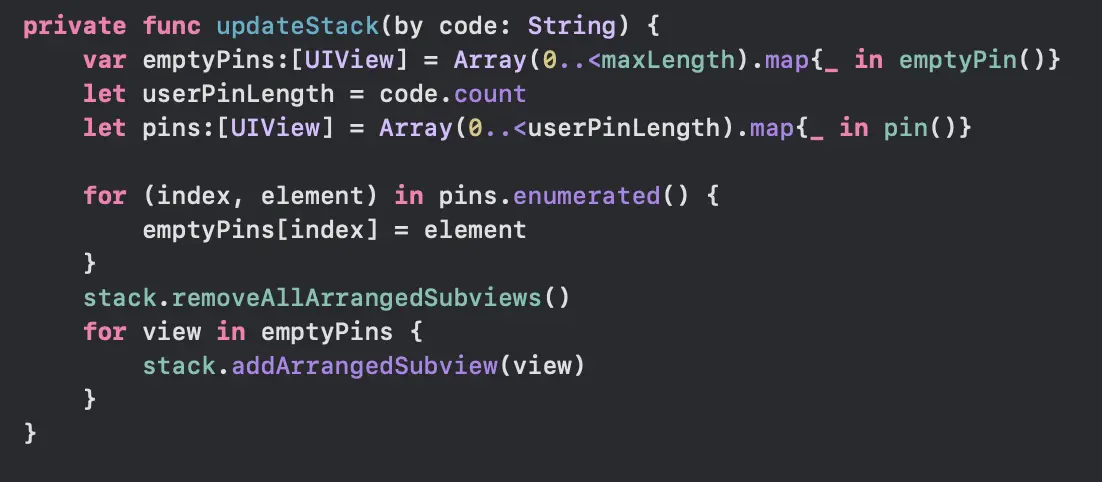 private func updateStack(by code: String) {
    var emptyPins:[UIView] = Array(0..<maxLength).map{_ in emptyPin()}
    let userPinLength = code.count
    let pins:[UIView] = Array(0..<userPinLength).map{_ in pin()}

    for (index, element) in pins.enumerated() {
        emptyPins[index] = element
    }
    stack.removeAllArrangedSubviews()
    for view in emptyPins {
        stack.addArrangedSubview(view)
    }
}